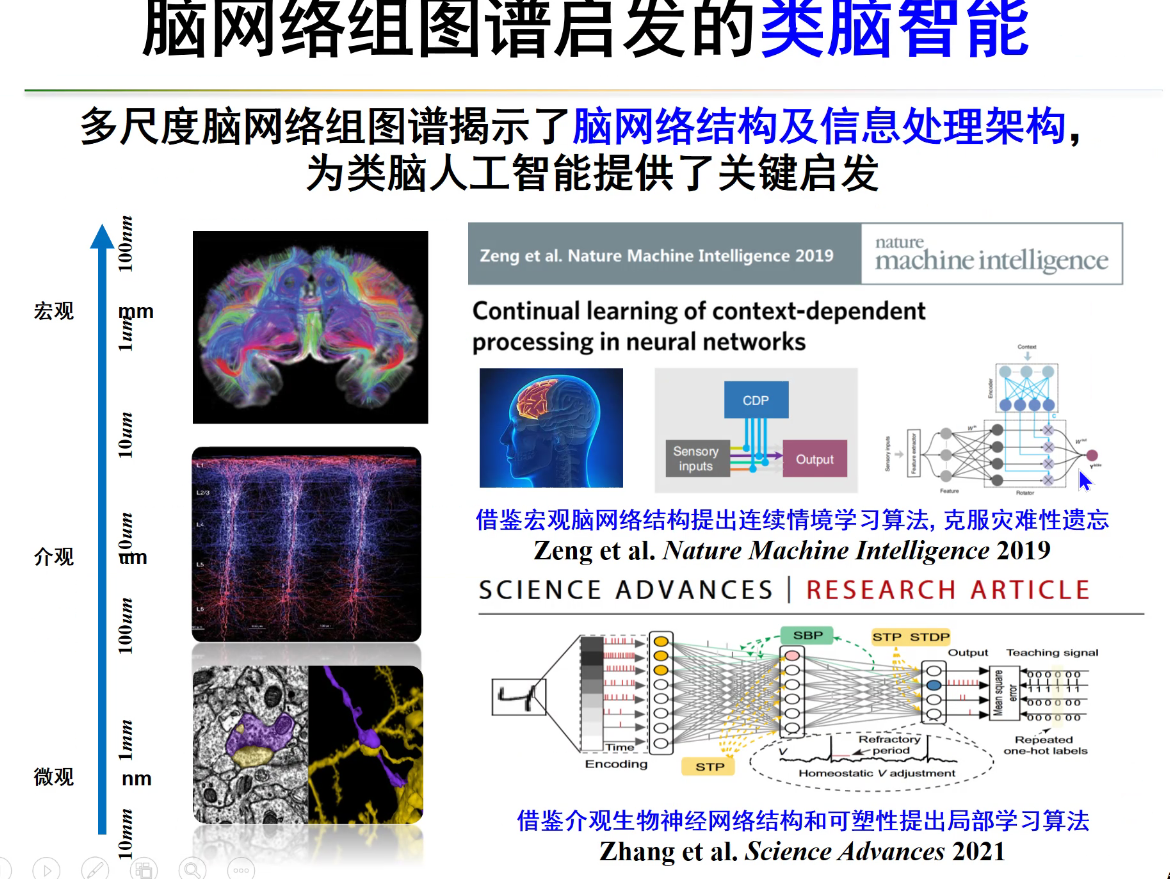 脑网络组图谱启发的类脑智能
多尺度脑网络组图谱揭示了脑网络结构及信息处理架构，
为类脑人工智能提供了关键启发
100nm
宏观
mm
1um
10um
介观
10um
100um
1mm
微观
nm
10mm
L1
L2/3
L4
L5
L6
Zeng et al. Nature Machine Intelligence 2019
nature
machine intelligence
Continual learning of context-dependent
processing in neural networks
CDP
Sensory
inputs
Output
Context
Encoder
Sensory inputs
Feature extractor
Feature
Rotator
借鉴宏观脑网络结构提出连续情境学习算法, 克服灾难性遗忘
Zeng et al. Nature Machine Intelligence 2019
SCIENCE ADVANCES | RESEARCH ARTICLE
SBP
STP STDP
Output
Teaching signal
Mean square
error
Time
Encoding
STP
V
Refractory
period
Homeostatic V adjustment
Repeated
one-hot labels
借鉴介观生物神经网络结构和可塑性提出局部学习算法
Zhang et al. Science Advances 2021